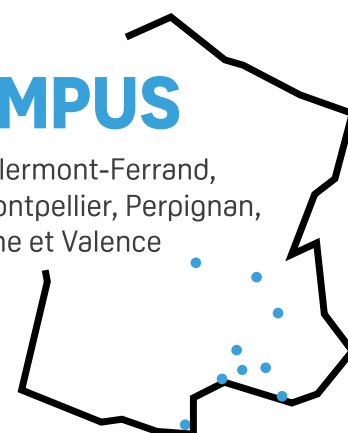 MPUS
lermont-Ferrand,
ontpellier, Perpignan,
ne et Valence